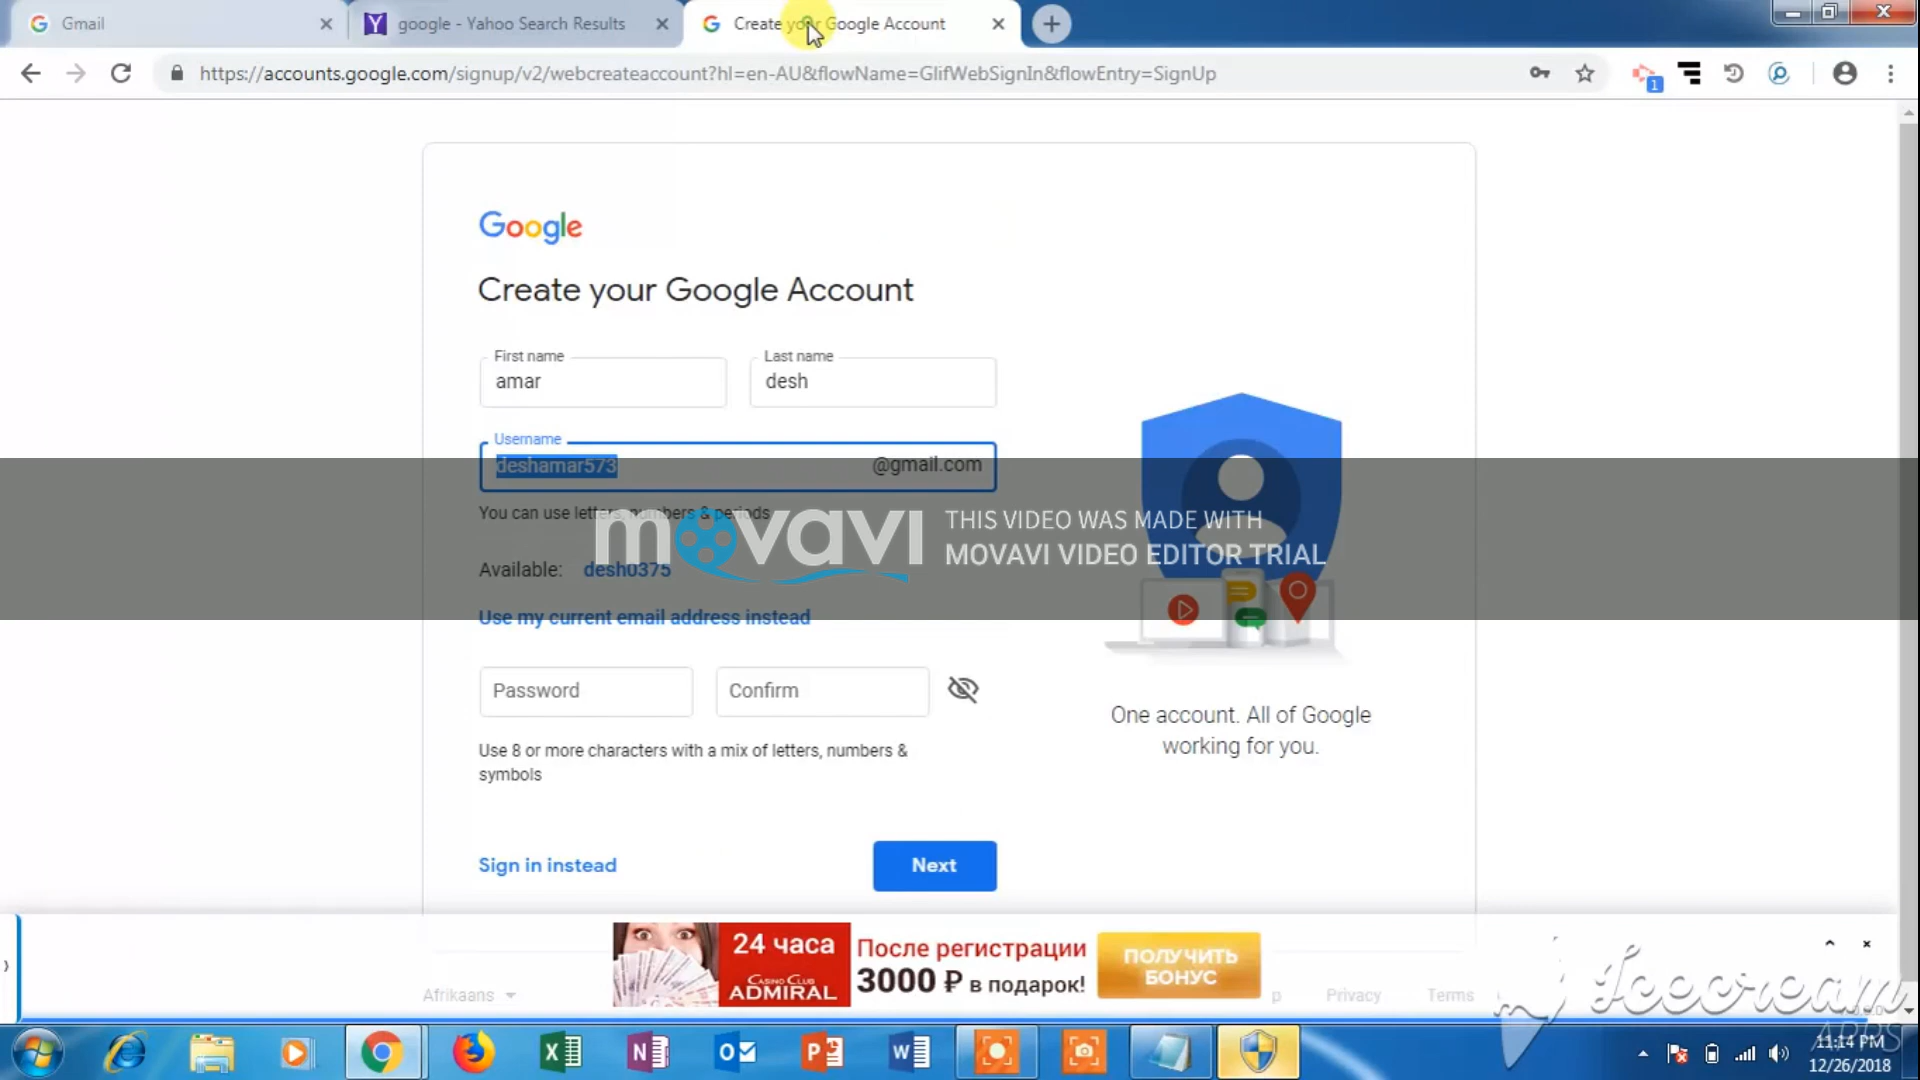 Gmail
google - Yahoo Search Results
Create your Google Account
https://accounts.google.com/signup/v2/webcreateaccount?hl=en-AU&flowName=GlifWebSignIn&flowEntry=SignUp
1
Google
Create your Google Account
First name
Last name
amar
desh
Username
deshamar573
@gmail.com
You can use letters, numbers & periods
movavi
THIS VIDEO WAS MADE WITH
MOVAVI VIDEO EDITOR TRIAL
Available: desh0375
Use my current email address instead
Password
Confirm
Use 8 or more characters with a mix of letters, numbers &
symbols
One account. All of Google
working for you.
Sign in instead
Next
24 часа
CASINO CLUB
ADMIRAL
После регистрации
3000 ₽ в подарок!
ПОЛУЧИТЬ
БОНУС
Afrikaans
p
Privacy
Terms
Icecream
APPS
11:14 PM
12/26/2018